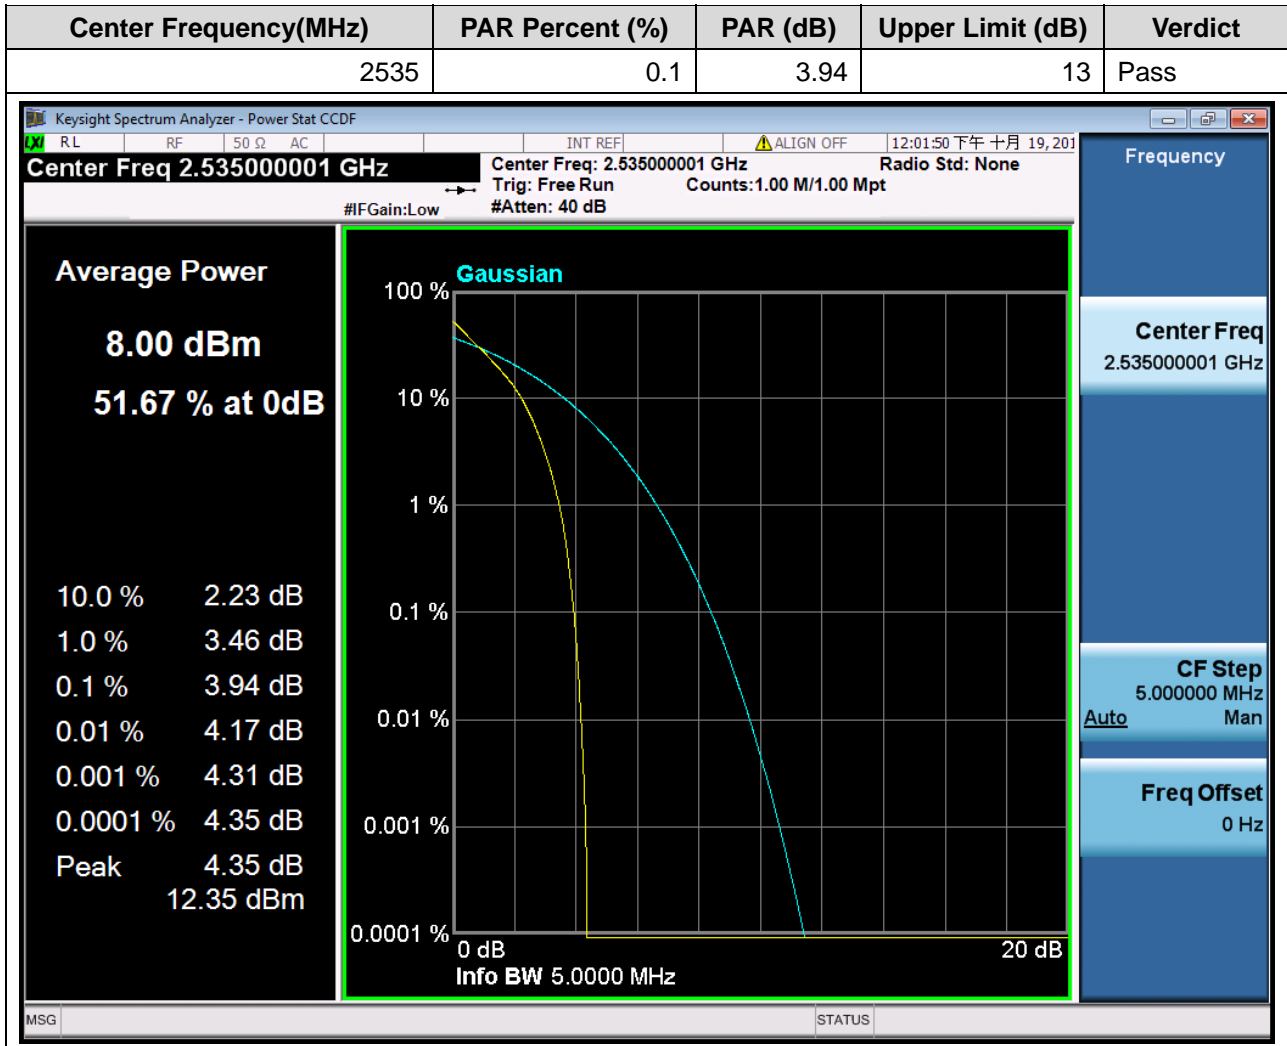 Center Frequency(MHz) PAR Percent (%) PAR (dB) Upper Limit (dB) Verdict
2535 0.1 3.94 13 Pass
Keysight Spectrum Analyzer - Power Stat CCDF
LXI RL RF 50 Ω AC INT REF ALIGN OFF 12:01:50 下午 十月 19, 201
Center Freq 2.535000001 GHz
#IFGain:Low
Center Freq: 2.535000001 GHz Radio Std: None
Trig: Free Run Counts:1.00 M/1.00 Mpt
#Atten: 40 dB
Frequency
Average Power
8.00 dBm
51.67 % at 0dB
10.0 % 2.23 dB
1.0 % 3.46 dB
0.1 % 3.94 dB
0.01 % 4.17 dB
0.001 % 4.31 dB
0.0001 % 4.35 dB
Peak 4.35 dB
12.35 dBm
Gaussian
100 %
10 %
1 %
0.1 %
0.01 %
0.001 %
0.0001 %
0 dB 20 dB
Info BW 5.0000 MHz
Center Freq
2.535000001 GHz
CF Step
5.000000 MHz
Auto Man
Freq Offset
0 Hz
MSG STATUS